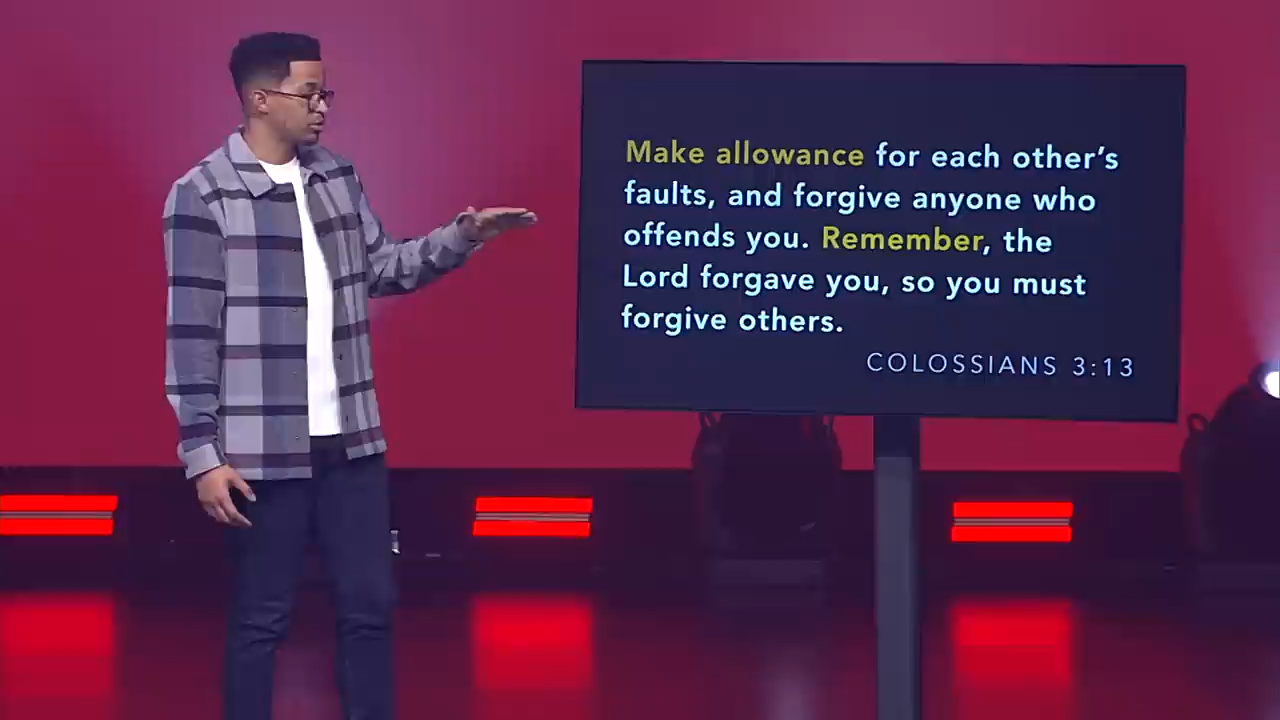 Make allowance for each other’s
faults, and forgive anyone who
offends you. Remember, the
Lord forgave you, so you must
forgive others.
COLOSSIANS 3:13